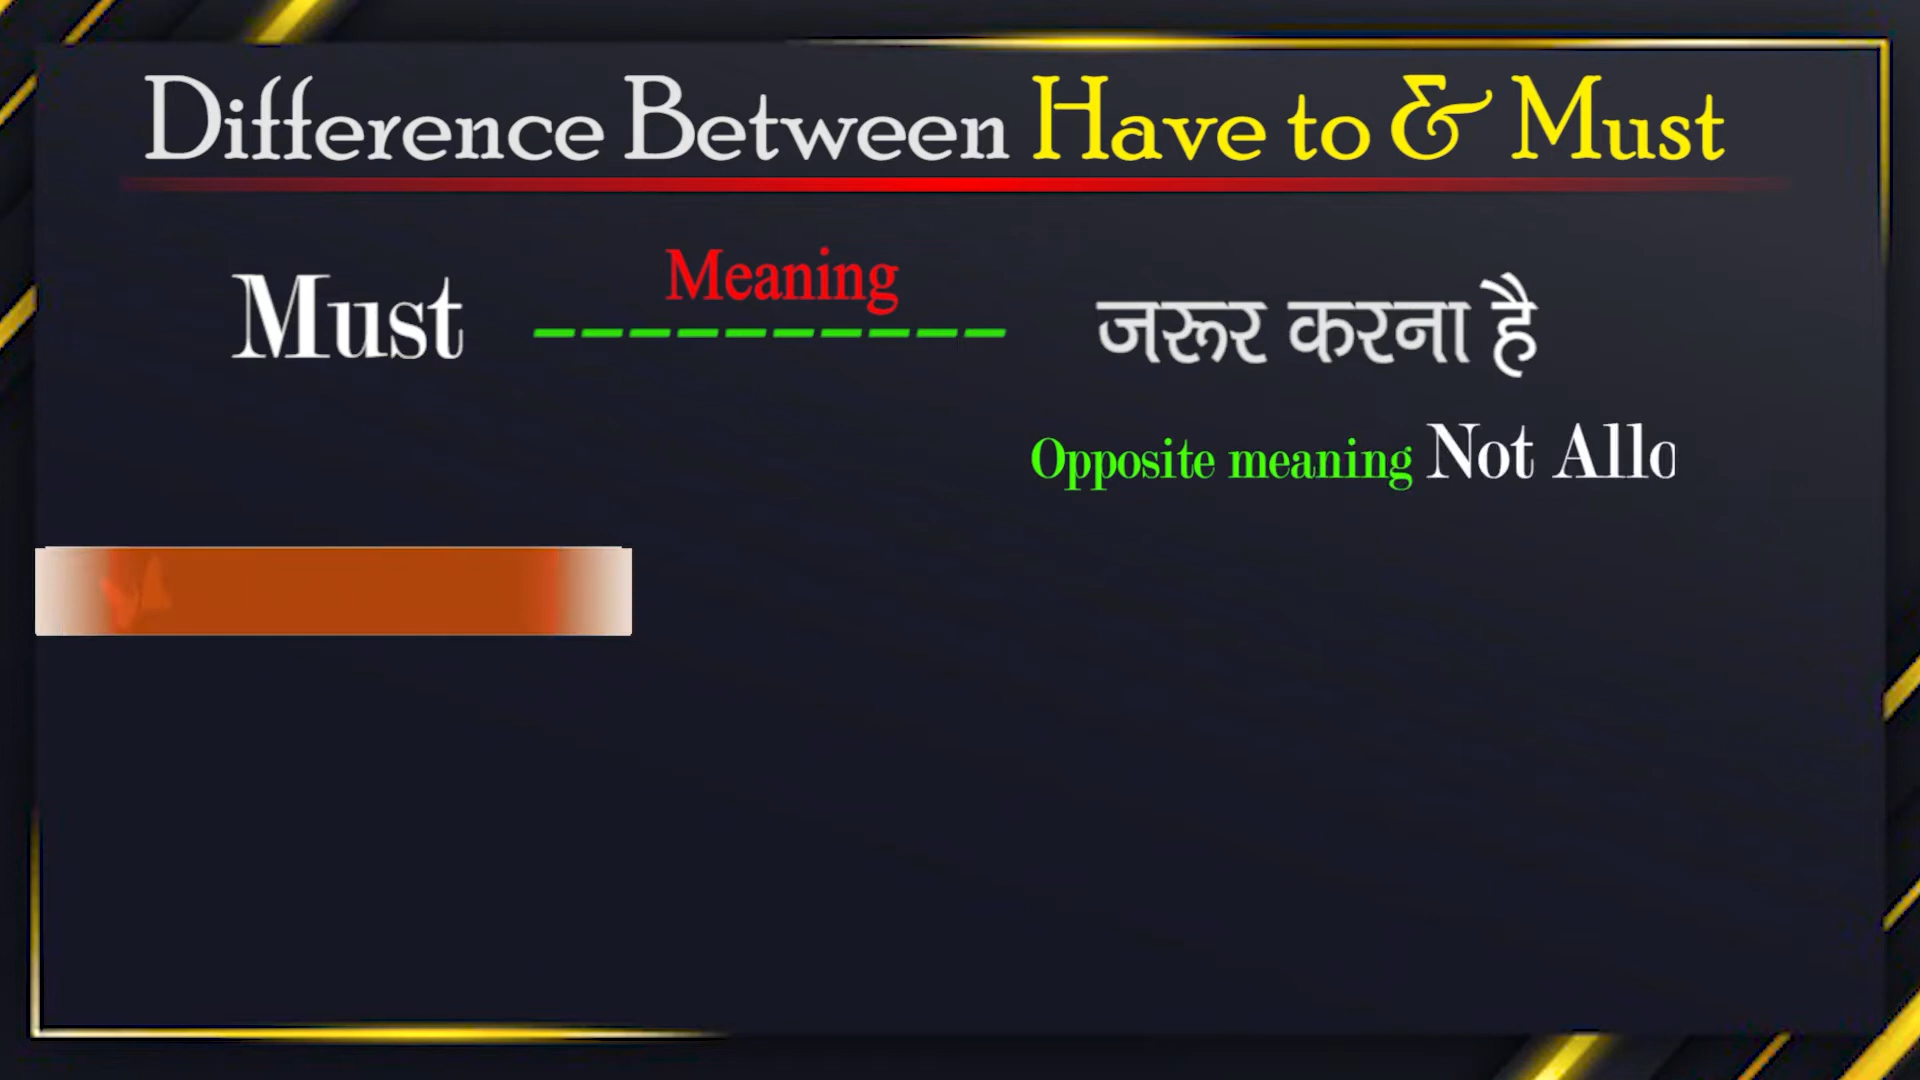 Difference Between Have to & Must
Meaning
Must ---------- जरूर करना है
Opposite meaning Not Allo